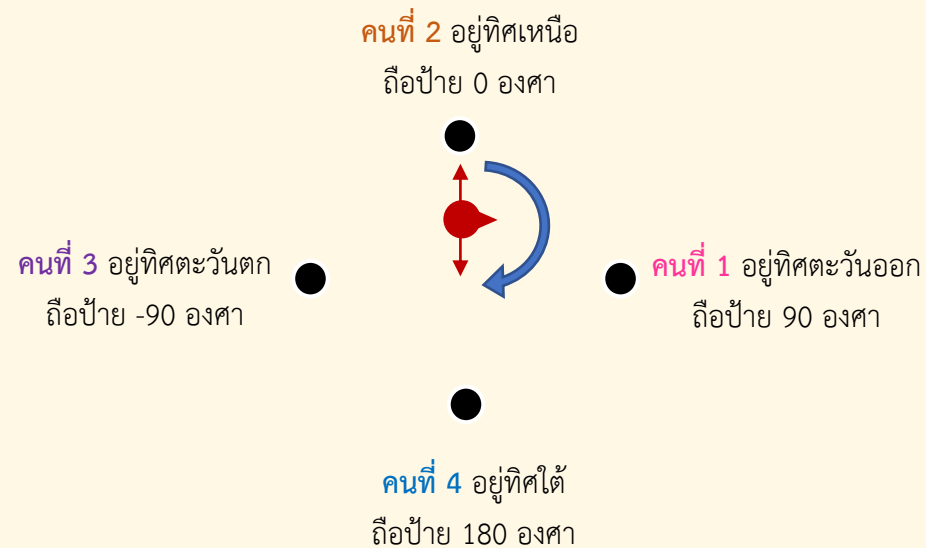 คนที่ 2 อยู่ทิศเหนือ
ถือป้าย 0 องศา
คนที่ 3 อยู่ทิศตะวันตก
ถือป้าย -90 องศา
คนที่ 1 อยู่ทิศตะวันออก
ถือป้าย 90 องศา
คนที่ 4 อยู่ทิศใต้
ถือป้าย 180 องศา